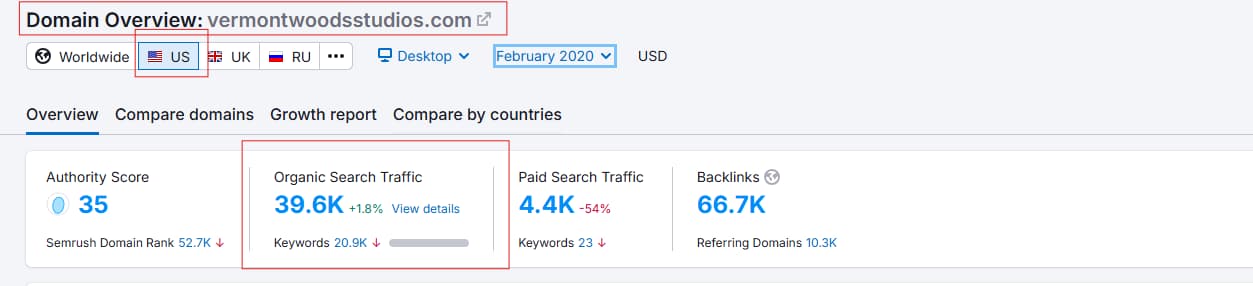 Domain Overview: vermontwoodsstudios.com
Worldwide US UK RU ••• Desktop February 2020 USD
Overview Compare domains Growth report Compare by countries
Authority Score Organic Search Traffic Paid Search Traffic Backlinks
35 39.6K +1.8% View details 4.4K -54% 66.7K
Semrush Domain Rank 52.7K ↓ Keywords 20.9K ↓ Keywords 23 ↓ Referring Domains 10.3K